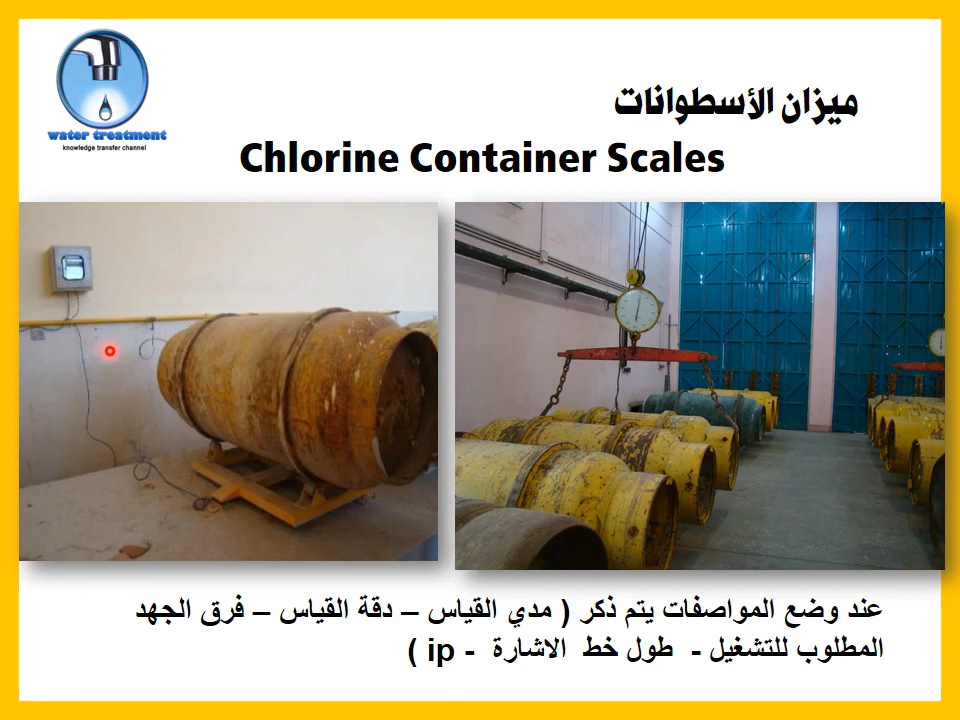 water treatment
knowledge transfer channel
ميزان الأسطوانات
Chlorine Container Scales
عند وضع المواصفات يتم ذكر ( مدي القياس – دقة القياس – فرق الجهد
المطلوب للتشغيل - طول خط الاشارة - ip )